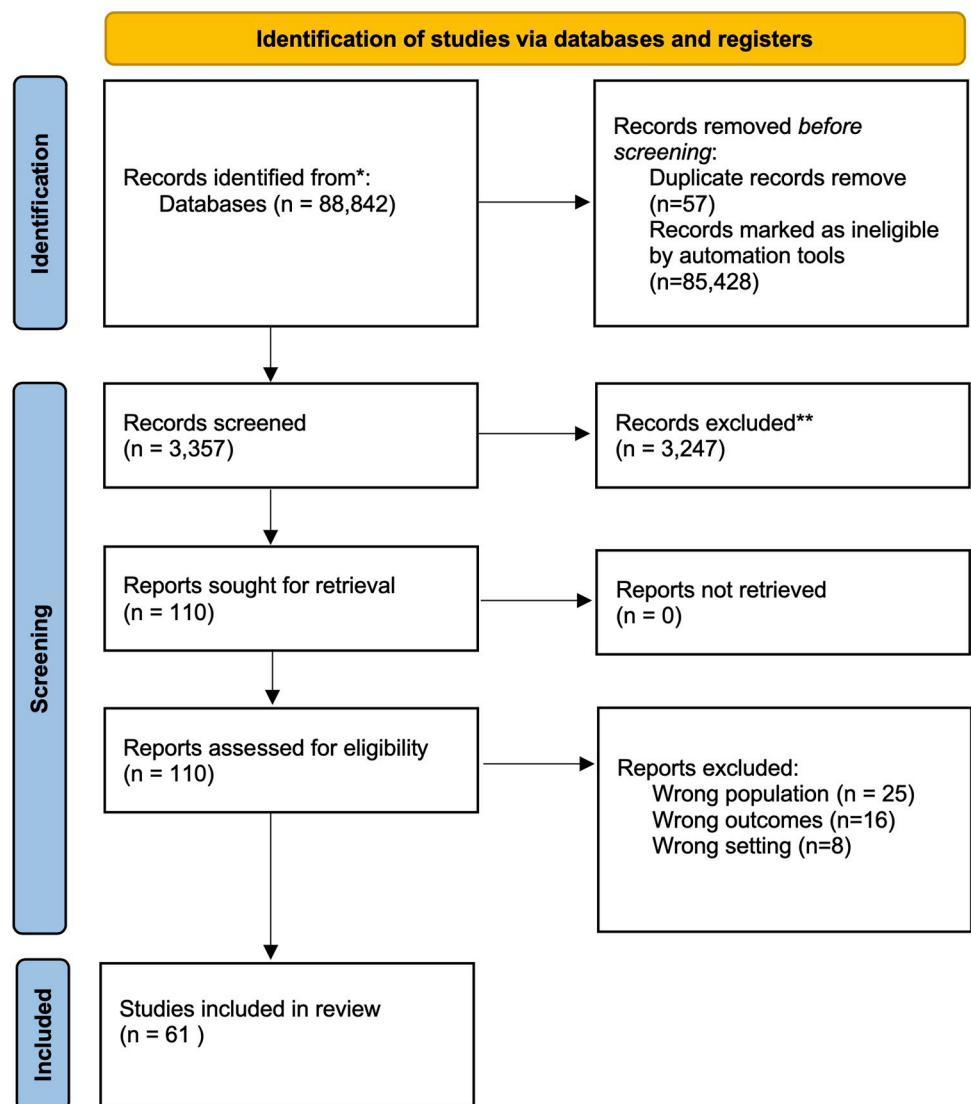 Identification of studies via databases and registers
Identification
Records identified from*:
Databases (n = 88,842)
Records removed before
screening:
Duplicate records remove
(n=57)
Records marked as ineligible
by automation tools
(n=85,428)
Screening
Records screened
(n = 3,357)
Records excluded**
(n = 3,247)
Reports sought for retrieval
(n = 110)
Reports not retrieved
(n = 0)
Reports assessed for eligibility
(n = 110)
Reports excluded:
Wrong population (n = 25)
Wrong outcomes (n=16)
Wrong setting (n=8)
Included
Studies included in review
(n = 61 )